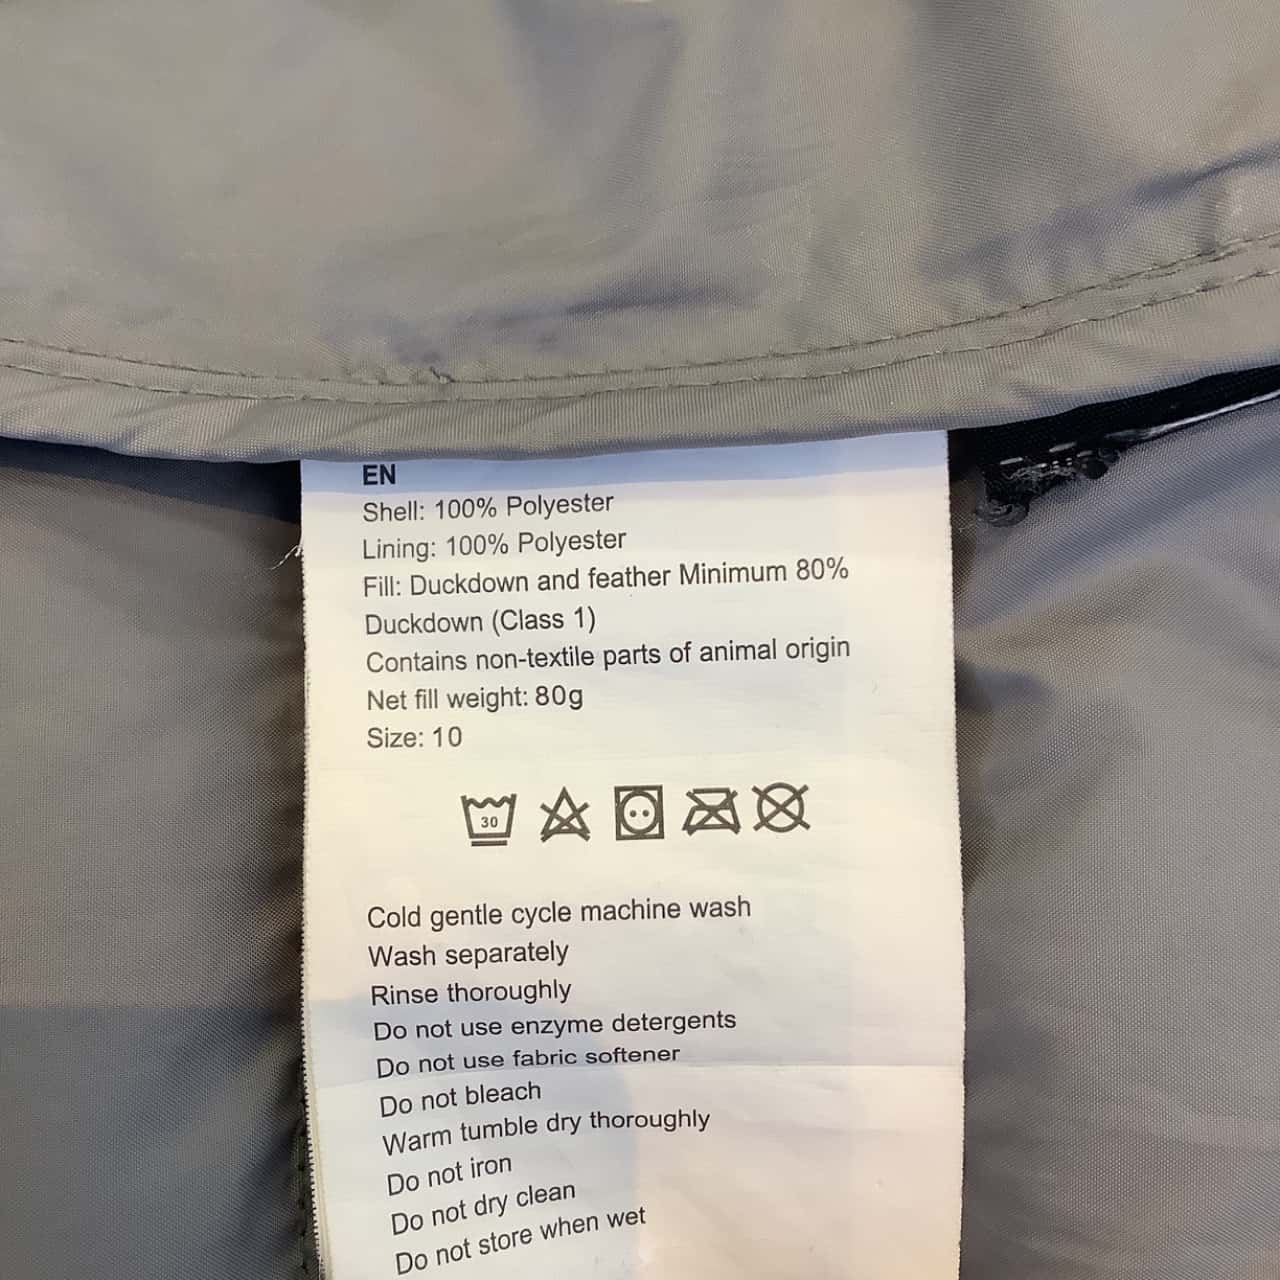 EN
Shell: 100% Polyester
Lining: 100% Polyester
Fill: Duckdown and feather Minimum 80%
Duckdown (Class 1)
Contains non-textile parts of animal origin
Net fill weight: 80g
Size: 10
30
Cold gentle cycle machine wash
Wash separately
Rinse thoroughly
Do not use enzyme detergents
Do not use fabric softener
Do not bleach
Warm tumble dry thoroughly
Do not iron
Do not dry clean
Do not store when wet